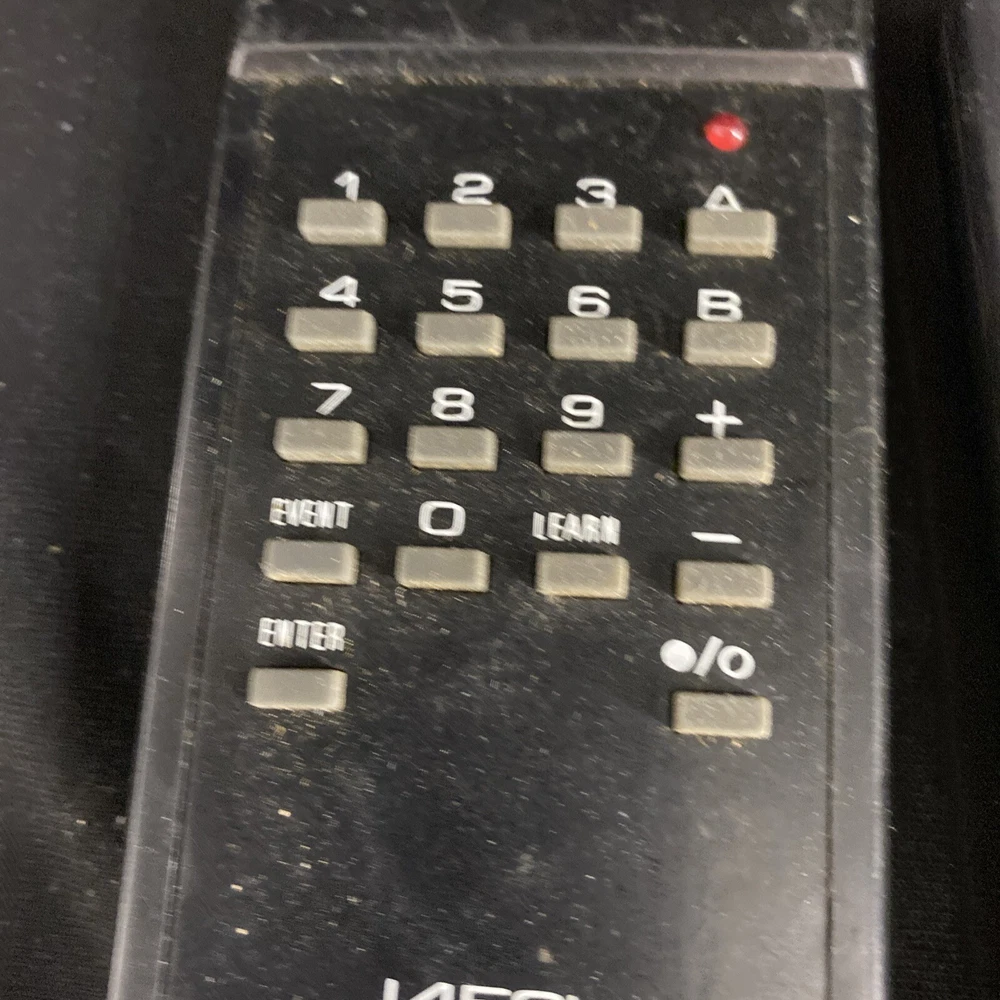 1 2 3 A
4 5 6 B
7 8 9 +
EVENT 0 LEARN −
ENTER ●/O